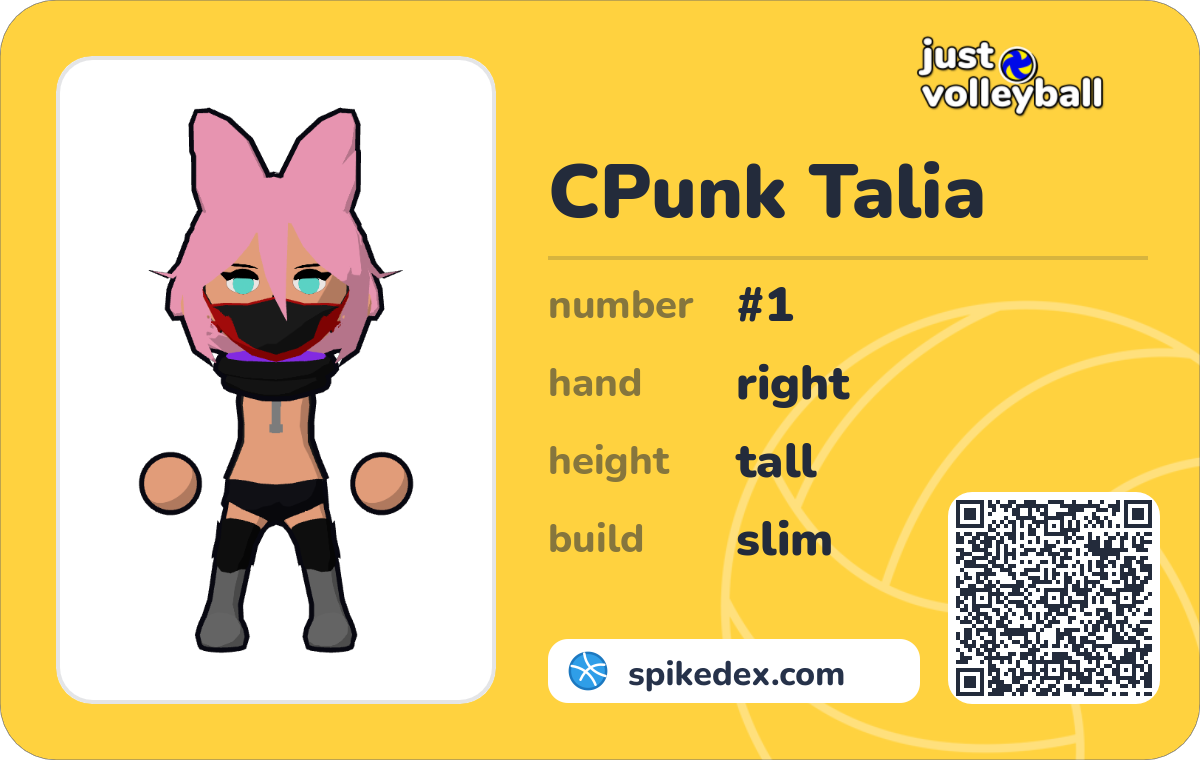 just
volleyball
CPunk Talia
number #1
hand right
height tall
build slim
spikedex.com